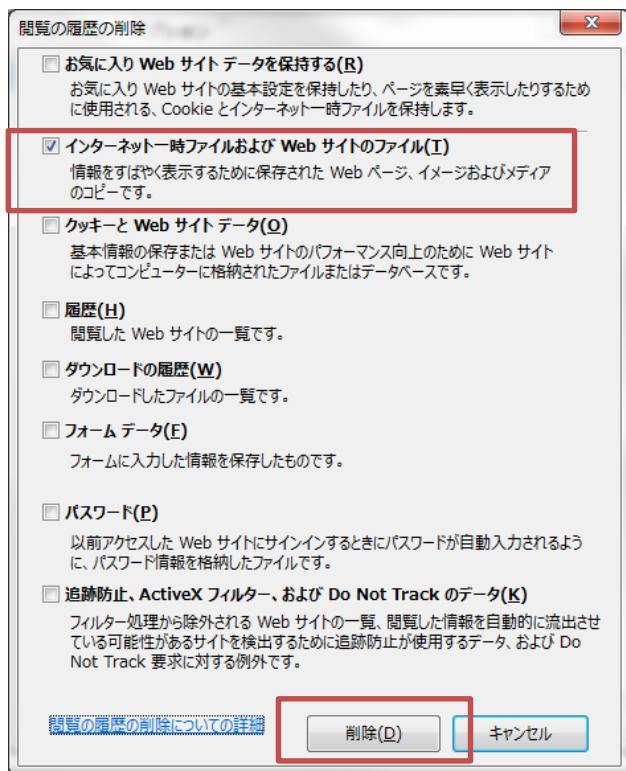 閲覧の履歴の削除
お気に入り Web サイト データを保持する(R)
お気に入り Web サイトの基本設定を保持したり、ページを素早く表示したりするため
に使用される、Cookie とインターネット一時ファイルを保持します。
インターネット一時ファイルおよび Web サイトのファイル(T)
情報をすばやく表示するために保存された Web ページ、イメージおよびメディア
のコピーです。
クッキーと Web サイト データ(O)
基本情報の保存または Web サイトのパフォーマンス向上のために Web サイト
によってコンピューターに格納されたファイルまたはデータベースです。
履歴(H)
閲覧した Web サイトの一覧です。
ダウンロードの履歴(W)
ダウンロードしたファイルの一覧です。
フォーム データ(F)
フォームに入力した情報を保存したものです。
パスワード(P)
以前アクセスした Web サイトにサインインするときにパスワードが自動入力されるよう
に、パスワード情報を格納したファイルです。
追跡防止、ActiveX フィルター、および Do Not Track のデータ(K)
フィルター処理から除外される Web サイトの一覧、閲覧した情報を自動的に流出させ
ている可能性があるサイトを検出するために追跡防止が使用するデータ、および Do
Not Track 要求に対する例外です。
閲覧の履歴の削除についての詳細
削除(D)
キャンセル